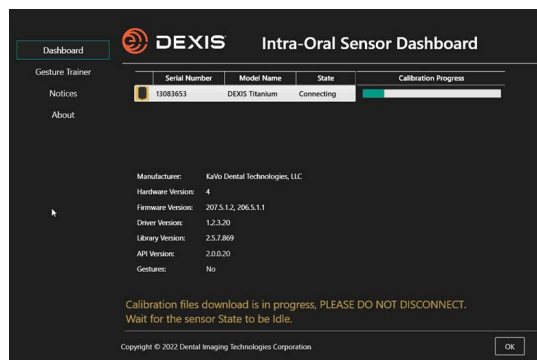 DEXIS Intra-Oral Sensor Dashboard
Dashboard
Gesture Trainer
Notices
About
Serial Number Model Name State Calibration Progress
13083653 DEXIS Titanium Connecting
Manufacturer: KaVo Dental Technologies, LLC
Hardware Version: 4
Firmware Version: 207.5.1.2, 206.5.1.1
Driver Version: 1.2.3.20
Library Version: 2.5.7.869
API Version: 2.0.0.20
Gestures: No
Calibration files download is in progress, PLEASE DO NOT DISCONNECT.
Wait for the sensor State to be Idle.
Copyright © 2022 Dental Imaging Technologies Corporation
OK